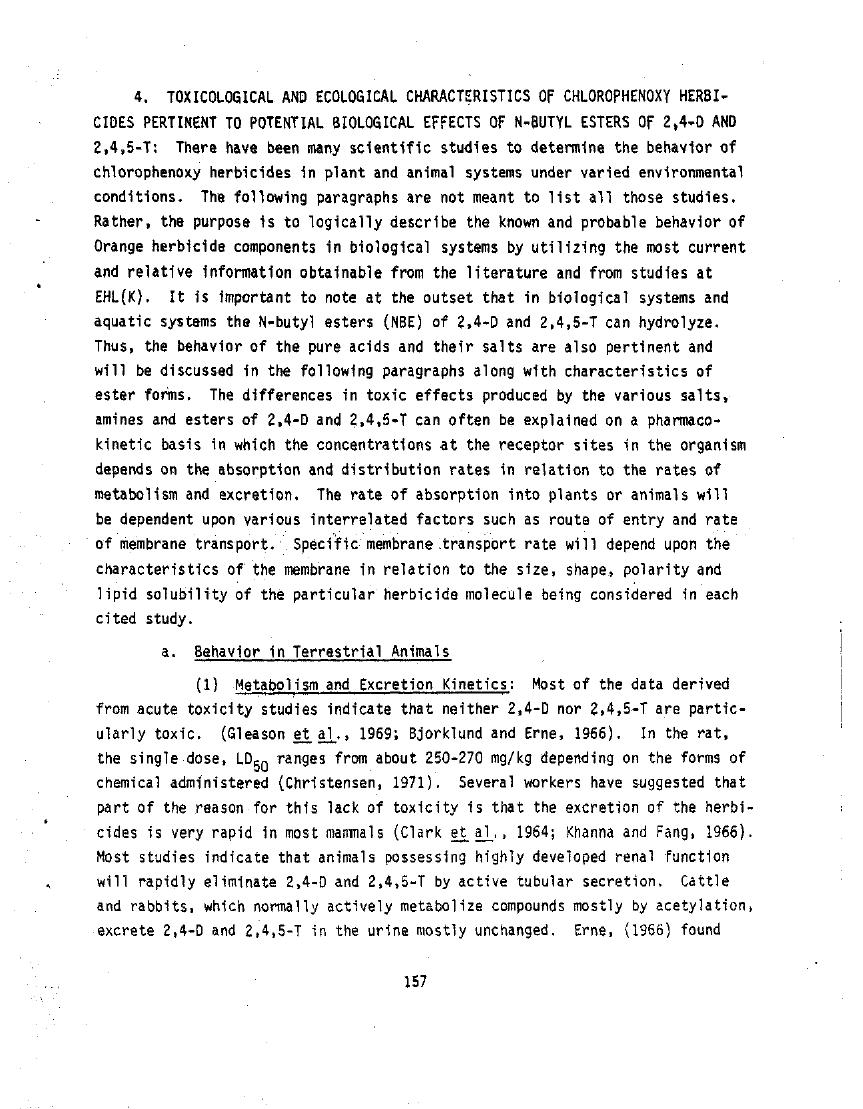 4. TOXICOLOGICAL AND ECOLOGICAL CHARACTERISTICS OF CHLOROPHENOXY HERBI-
CIDES PERTINENT TO POTENTIAL BIOLOGICAL EFFECTS OF N-BUTYL ESTERS OF 2,4-D AND
2,4,5-T: There have been many scientific studies to determine the behavior of
chlorophenoxy herbicides in plant and animal systems under varied environmental
conditions. The following paragraphs are not meant to list all those studies.
Rather, the purpose is to logically describe the known and probable behavior of
Orange herbicide components in biological systems by utilizing the most current
and relative information obtainable from the literature and from studies at
EHL(K). It is important to note at the outset that in biological systems and
aquatic systems the N-butyl esters (NBE) of 2,4-D and 2,4,5-T can hydrolyze.
Thus, the behavior of the pure acids and their salts are also pertinent and
will be discussed in the following paragraphs along with characteristics of
ester forms. The differences in toxic effects produced by the various salts,
amines and esters of 2,4-D and 2,4,5-T can often be explained on a pharmaco-
kinetic basis in which the concentrations at the receptor sites in the organism
depends on the absorption and distribution rates in relation to the rates of
metabolism and excretion. The rate of absorption into plants or animals will
be dependent upon various interrelated factors such as route of entry and rate
of membrane transport. Specific membrane transport rate will depend upon the
characteristics of the membrane in relation to the size, shape, polarity and
lipid solubility of the particular herbicide molecule being considered in each
cited study.
a. Behavior in Terrestrial Animals
(1) Metabolism and Excretion Kinetics: Most of the data derived
from acute toxicity studies indicate that neither 2,4-D nor 2,4,5-T are partic-
ularly toxic. (Gleason et al., 1969; Bjorklund and Erne, 1966). In the rat,
the single dose, LD50 ranges from about 250-270 mg/kg depending on the forms of
chemical administered (Christensen, 1971). Several workers have suggested that
part of the reason for this lack of toxicity is that the excretion of the herbi-
cides is very rapid in most mammals (Clark et al., 1964; Khanna and Fang, 1966).
Most studies indicate that animals possessing highly developed renal function
will rapidly eliminate 2,4-D and 2,4,5-T by active tubular secretion. Cattle
and rabbits, which normally actively metabolize compounds mostly by acetylation,
excrete 2,4-D and 2,4,5-T in the urine mostly unchanged. Erne, (1966) found
157